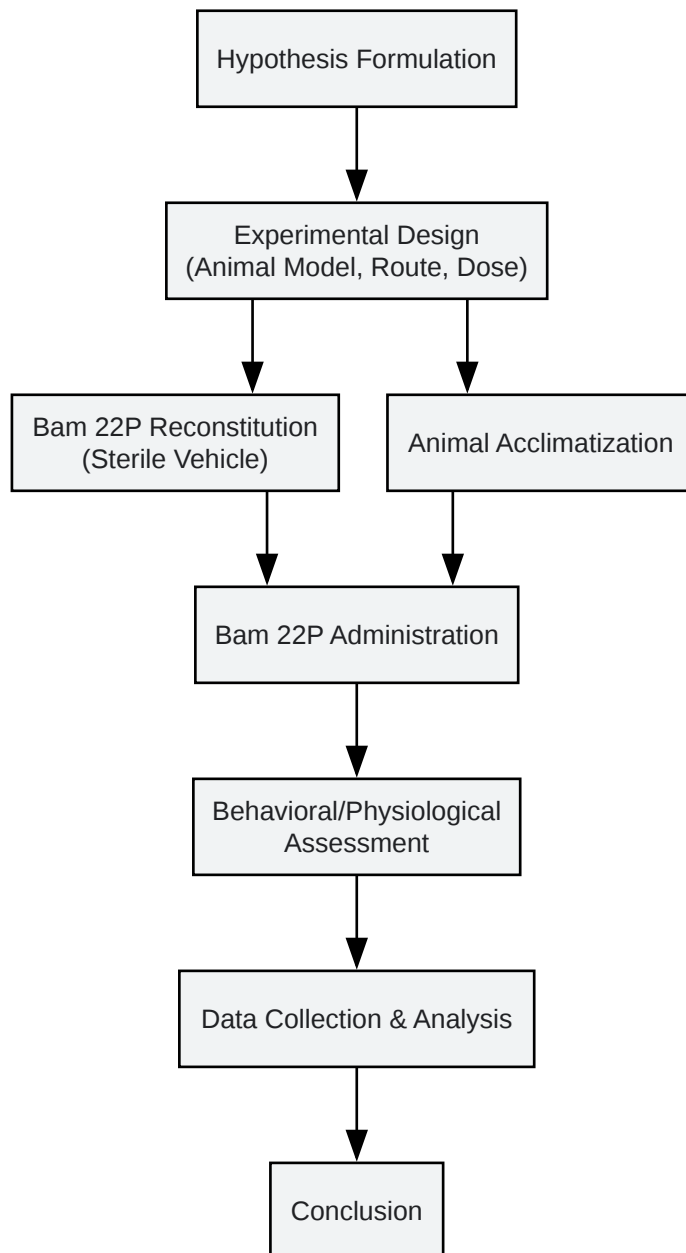 Hypothesis Formulation
Experimental Design
(Animal Model, Route, Dose)
Bam 22P Reconstitution
(Sterile Vehicle)
Animal Acclimatization
Bam 22P Administration
Behavioral/Physiological
Assessment
Data Collection & Analysis
Conclusion